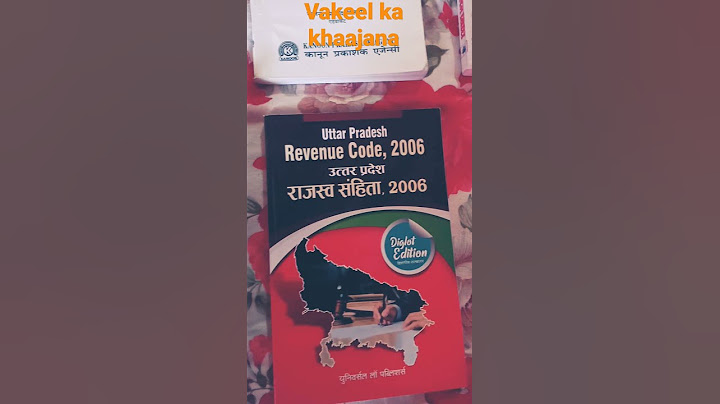 Vakeel ka
khaajana
एडवोकेट
कानून प्रकाशक एजेन्सी
Uttar Pradesh
Revenue Code, 2006
उत्तर प्रदेश
राजस्व संहिता, 2006
Diglot
Edition
यूनिवर्सल लॉ पब्लिशर्स